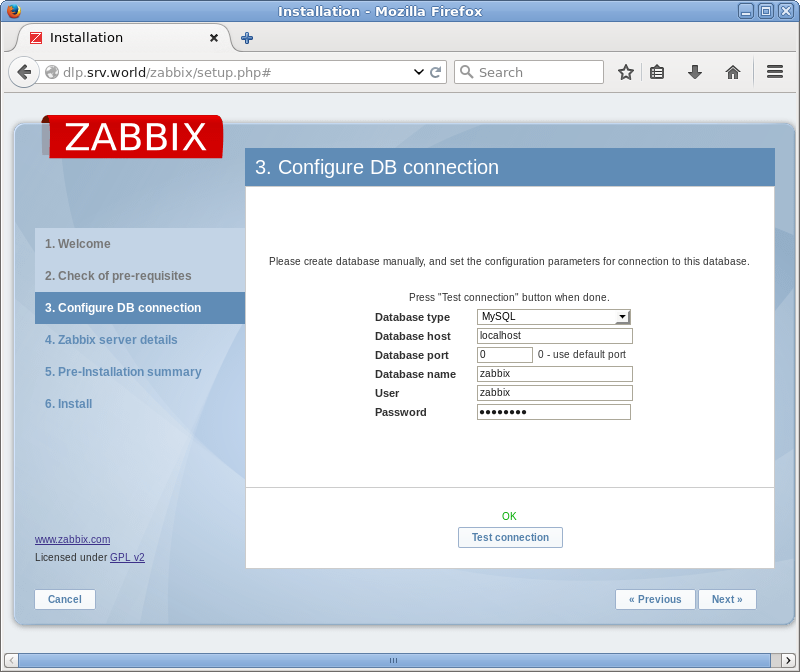 Installation - Mozilla Firefox
Installation
dlp.srv.world/zabbix/setup.php#
Search
ZABBIX
3. Configure DB connection
1. Welcome
2. Check of pre-requisites
3. Configure DB connection
4. Zabbix server details
5. Pre-Installation summary
6. Install
Please create database manually, and set the configuration parameters for connection to this database.
Press "Test connection" button when done.
Database type MySQL
Database host localhost
Database port 0 0 - use default port
Database name zabbix
User zabbix
Password ●●●●●●●●
OK
Test connection
www.zabbix.com
Licensed under GPL v2
Cancel
« Previous Next »